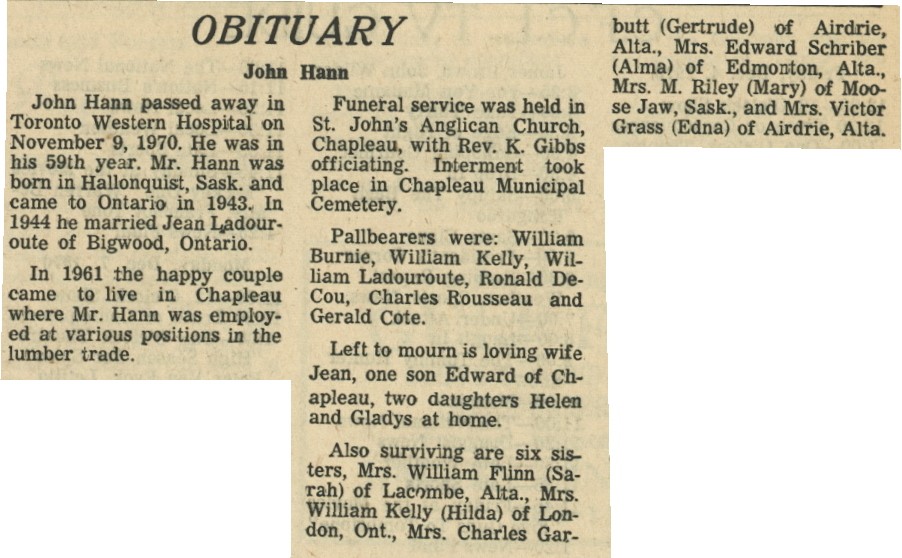 OBITUARY
John Hann
John Hann passed away in
Toronto Western Hospital on
November 9, 1970. He was in
his 59th year. Mr. Hann was
born in Hallonquist, Sask. and
came to Ontario in 1943. In
1944 he married Jean Ladour-
oute of Bigwood, Ontario.
In 1961 the happy couple
came to live in Chapleau
where Mr. Hann was employ-
ed at various positions in the
lumber trade.
Funeral service was held in
St. John's Anglican Church,
Chapleau, with Rev. K. Gibbs
officiating. Interment took
place in Chapleau Municipal
Cemetery.
Pallbearers were: William
Burnie, William Kelly, Wil-
liam Ladouroute, Ronald De-
Cou, Charles Rousseau and
Gerald Cote.
Left to mourn is loving wife
Jean, one son Edward of Ch-
apleau, two daughters Helen
and Gladys at home.
Also surviving are six sis-
ters, Mrs. William Flinn (Sa-
rah) of Lacombe, Alta., Mrs.
William Kelly (Hilda) of Lon-
don, Ont., Mrs. Charles Gar-
butt (Gertrude) of Airdrie,
Alta., Mrs. Edward Schriber
(Alma) of Edmonton, Alta.,
Mrs. M. Riley (Mary) of Moo-
se Jaw, Sask., and Mrs. Victor
Grass (Edna) of Airdrie, Alta.